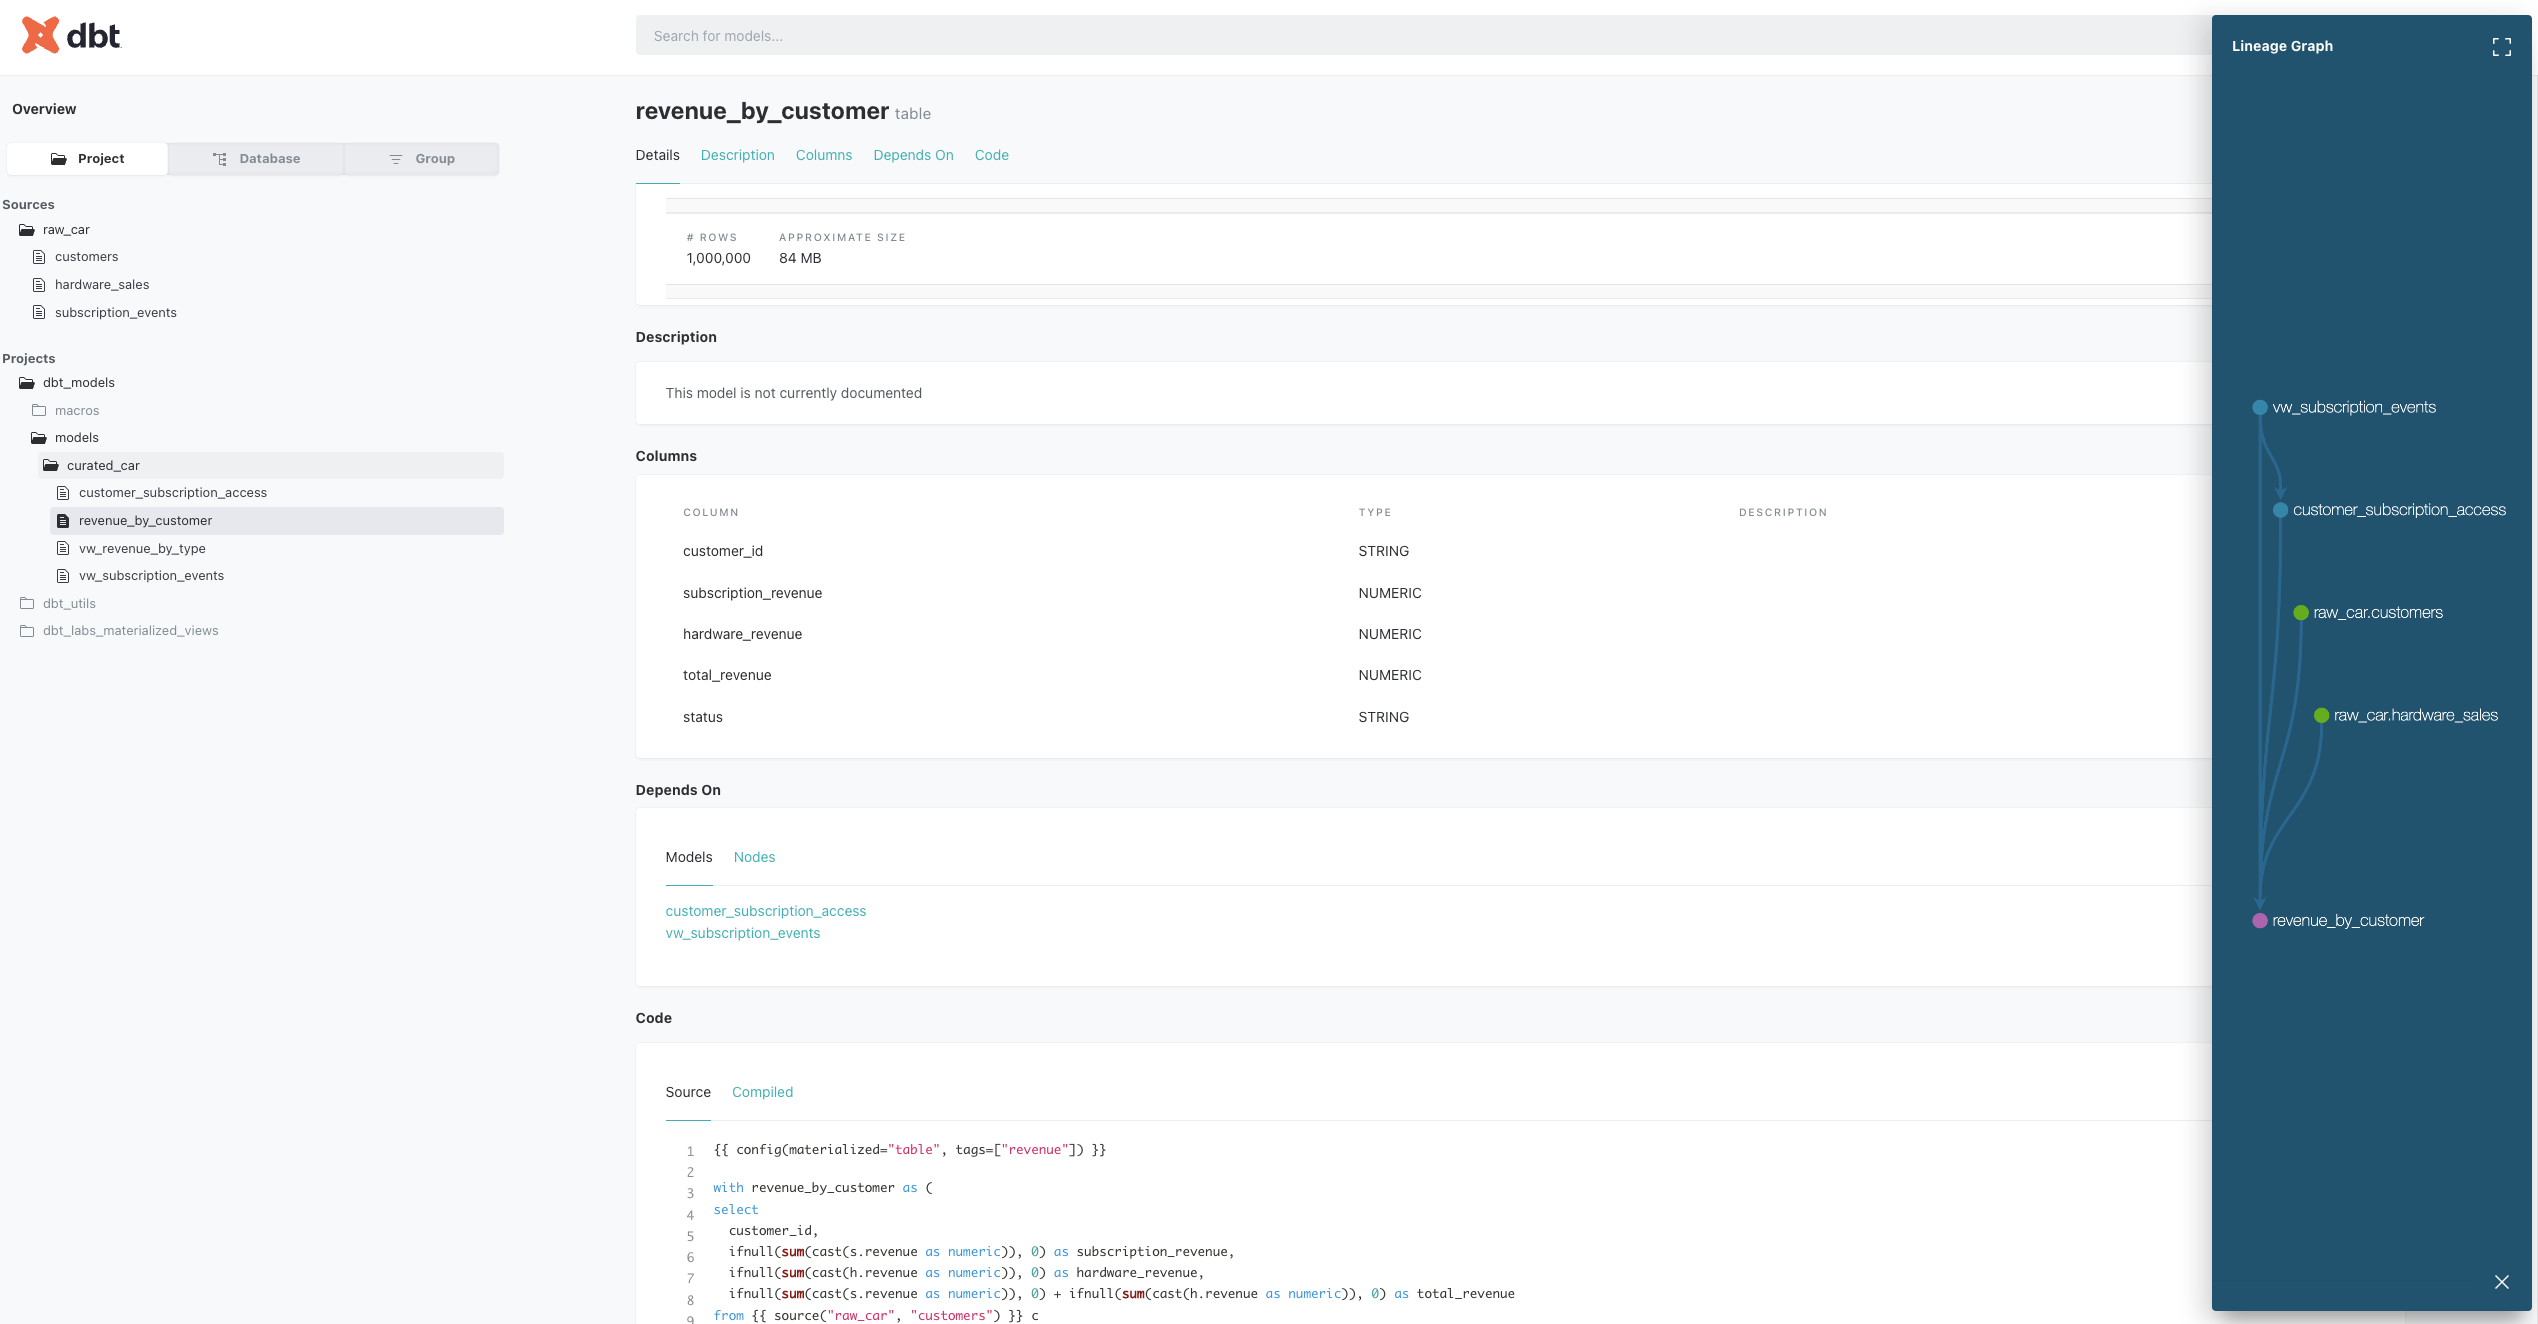 dbt
Search for models...
Overview
Project
Database
Group
Sources
raw_car
customers
hardware_sales
subscription_events
Projects
dbt_models
macros
models
curated_car
customer_subscription_access
revenue_by_customer
vw_revenue_by_type
vw_subscription_events
dbt_utils
dbt_labs_materialized_views
revenue_by_customer table
Details Description Columns Depends On Code
# ROWS APPROXIMATE SIZE
1,000,000 84 MB
Description
This model is not currently documented
Columns
COLUMN TYPE DESCRIPTION
customer_id STRING
subscription_revenue NUMERIC
hardware_revenue NUMERIC
total_revenue NUMERIC
status STRING
Depends On
Models Nodes
customer_subscription_access
vw_subscription_events
Code
Source Compiled
1 {{ config(materialized="table", tags=["revenue"]) }}
2
3 with revenue_by_customer as (
4 select
5 customer_id,
6 ifnull(sum(cast(s.revenue as numeric)), 0) as subscription_revenue,
7 ifnull(sum(cast(h.revenue as numeric)), 0) as hardware_revenue,
8 ifnull(sum(cast(s.revenue as numeric)), 0) + ifnull(sum(cast(h.revenue as numeric)), 0) as total_revenue
9 from {{ source("raw_car", "customers") }} c
Lineage Graph
vw_subscription_events
customer_subscription_access
raw_car.customers
raw_car.hardware_sales
revenue_by_customer